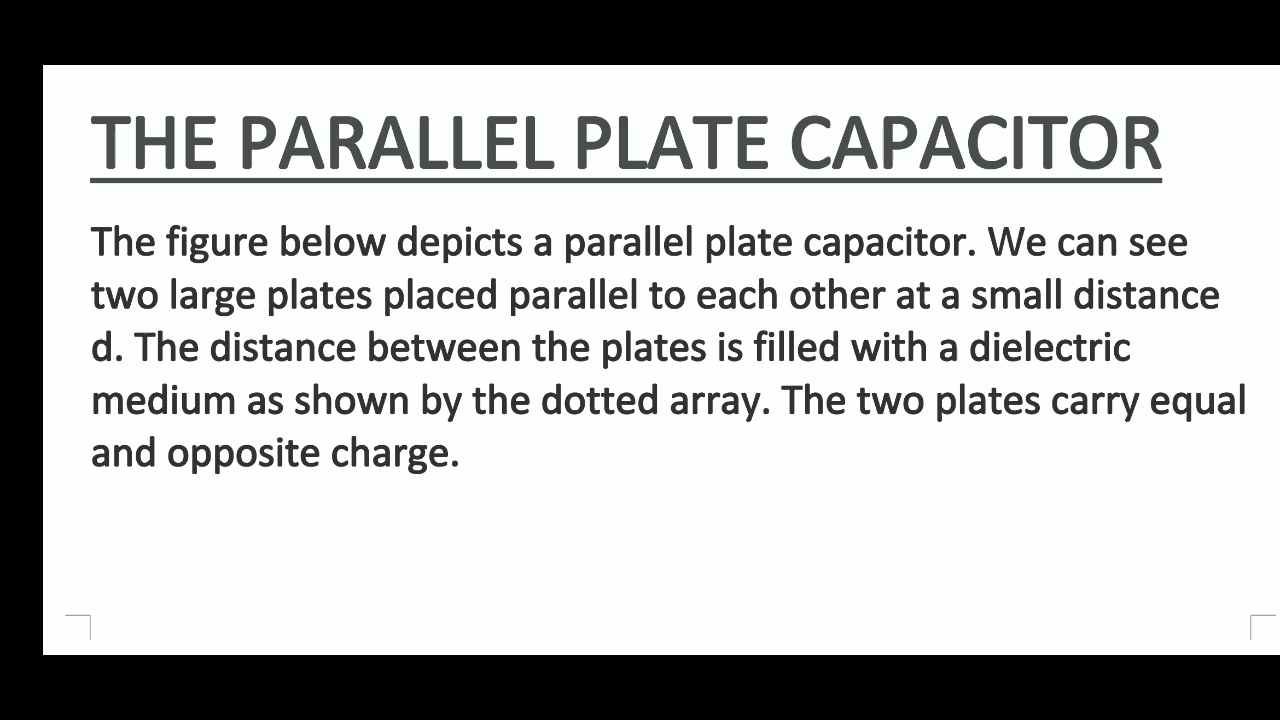 THE PARALLEL PLATE CAPACITOR
The figure below depicts a parallel plate capacitor. We can see
two large plates placed parallel to each other at a small distance
d. The distance between the plates is filled with a dielectric
medium as shown by the dotted array. The two plates carry equal
and opposite charge.